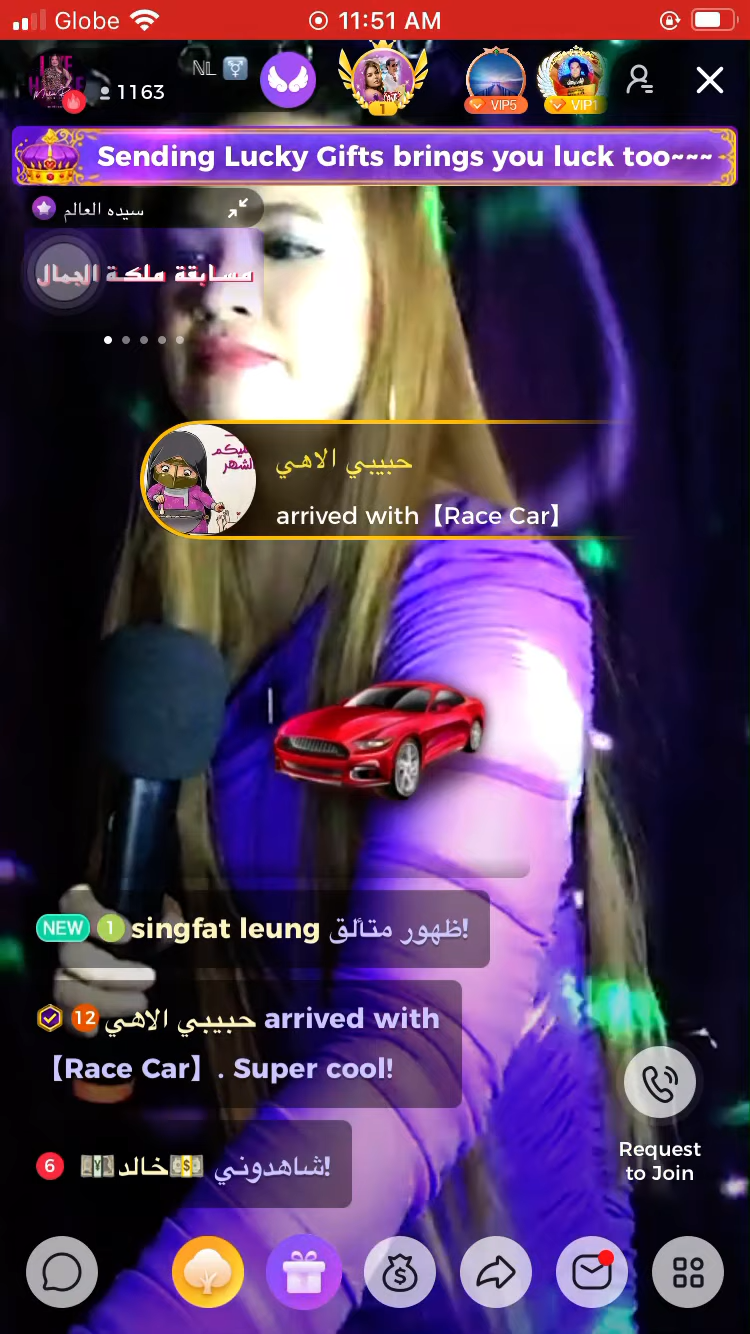 Globe
11:51 AM
LIVE
1163
NL
1
VIP5
VIP1
Sending Lucky Gifts brings you luck too~~~
سيده العالم
مسابقة ملكة الجمال
حبيبي الاهي
arrived with【Race Car】
NEW 1 singfat leung ظهور متألق!
12 حبيبي الاهي arrived with
【Race Car】. Super cool!
6 💴خالد💵 شاهدوني!
Request
to Join